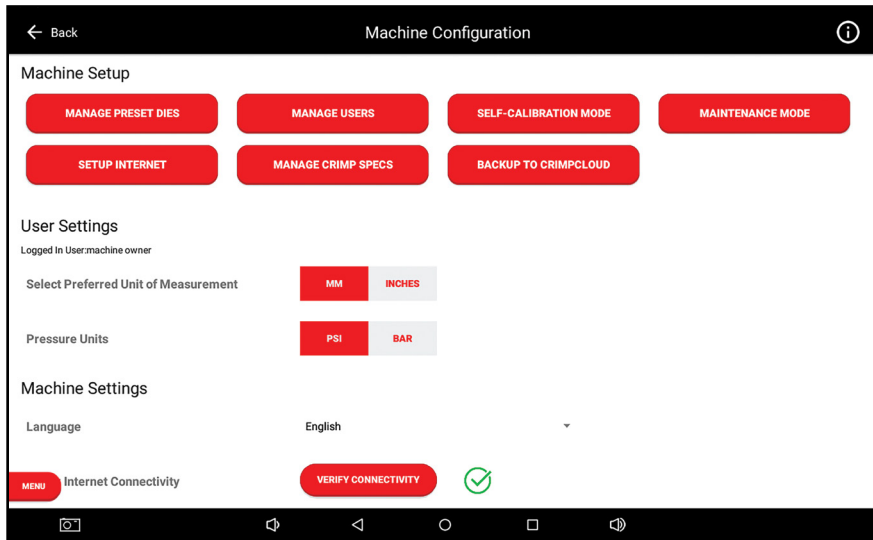 Back
Machine Configuration
Machine Setup
MANAGE PRESET DIES
MANAGE USERS
SELF-CALIBRATION MODE
MAINTENANCE MODE
SETUP INTERNET
MANAGE CRIMP SPECS
BACKUP TO CRIMPCLOUD
User Settings
Logged In User:machine owner
Select Preferred Unit of Measurement
MM
INCHES
Pressure Units
PSI
BAR
Machine Settings
Language
English
MENU
Internet Connectivity
VERIFY CONNECTIVITY